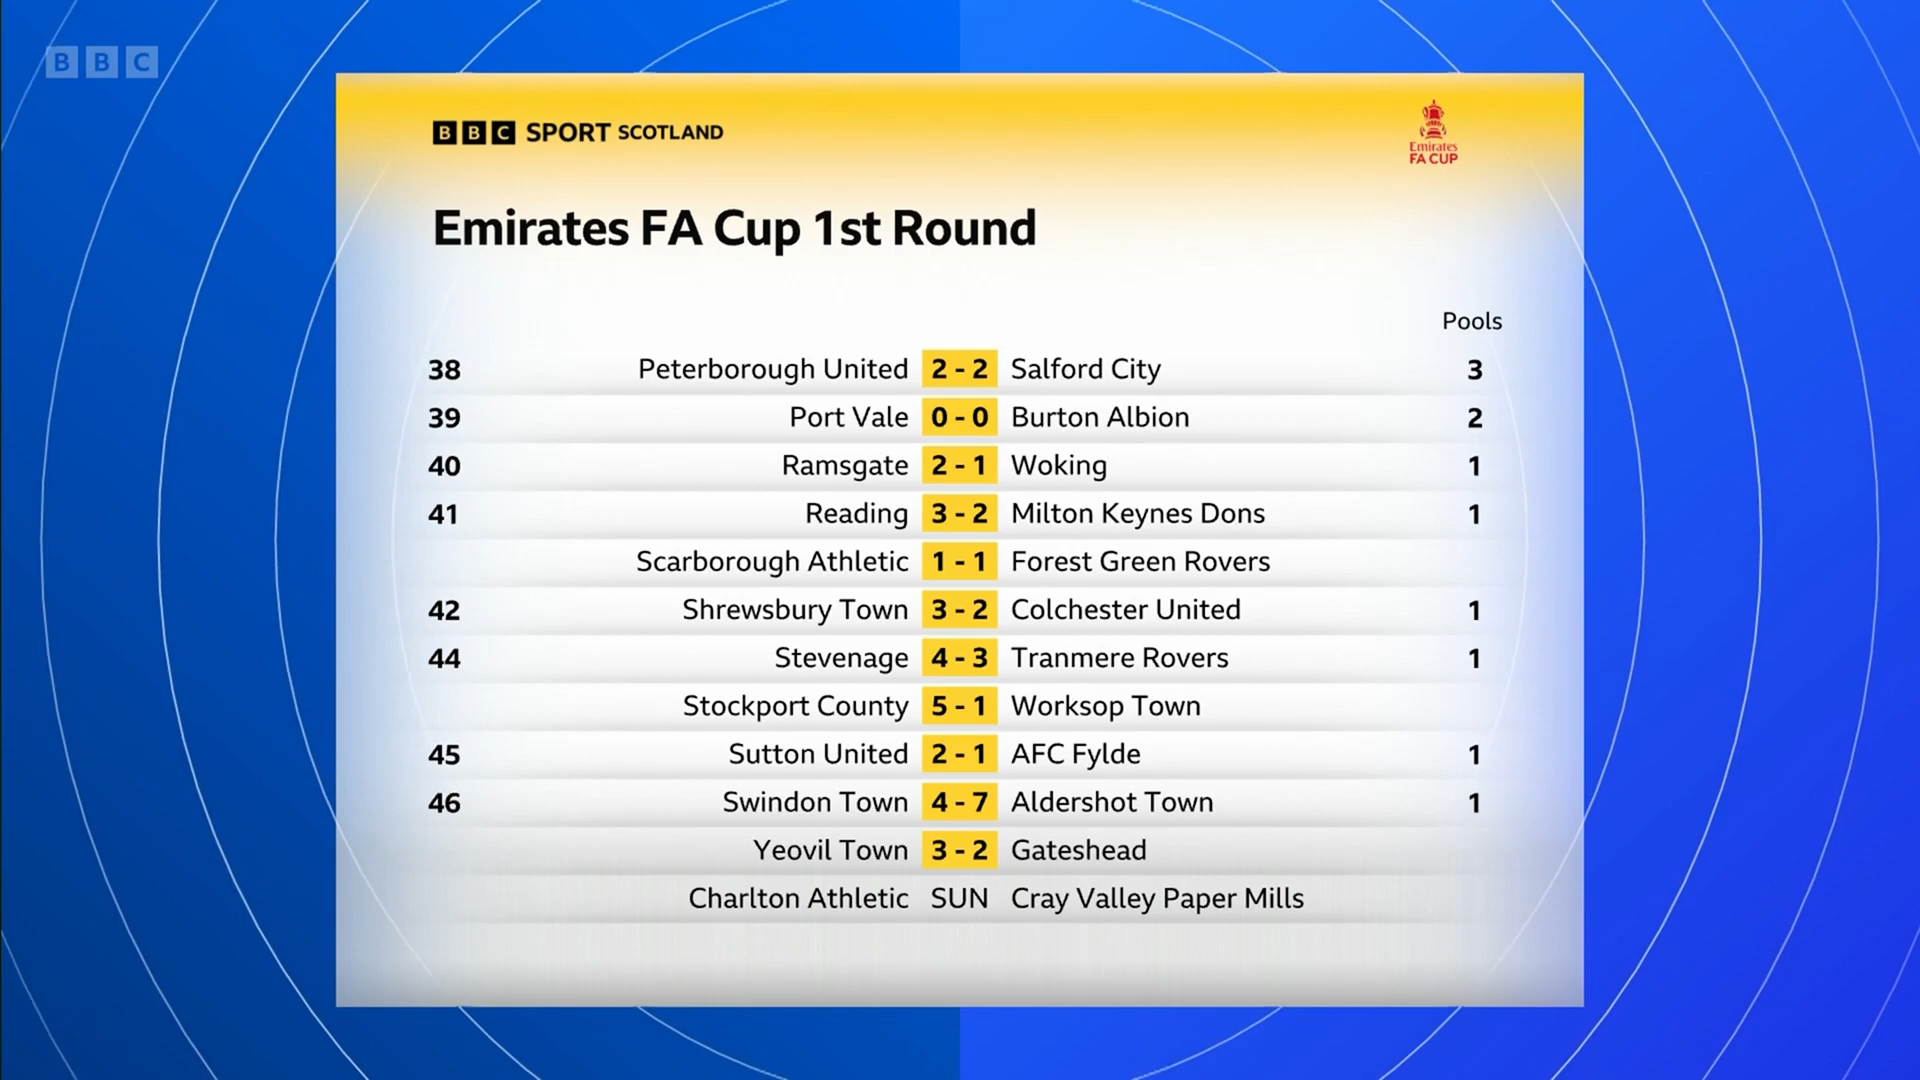 BBC
BBC SPORT SCOTLAND
Emirates
FA CUP
Emirates FA Cup 1st Round
Pools
38 Peterborough United 2 - 2 Salford City 3
39 Port Vale 0 - 0 Burton Albion 2
40 Ramsgate 2 - 1 Woking 1
41 Reading 3 - 2 Milton Keynes Dons 1
Scarborough Athletic 1 - 1 Forest Green Rovers
42 Shrewsbury Town 3 - 2 Colchester United 1
44 Stevenage 4 - 3 Tranmere Rovers 1
Stockport County 5 - 1 Worksop Town
45 Sutton United 2 - 1 AFC Fylde 1
46 Swindon Town 4 - 7 Aldershot Town 1
Yeovil Town 3 - 2 Gateshead
Charlton Athletic SUN Cray Valley Paper Mills